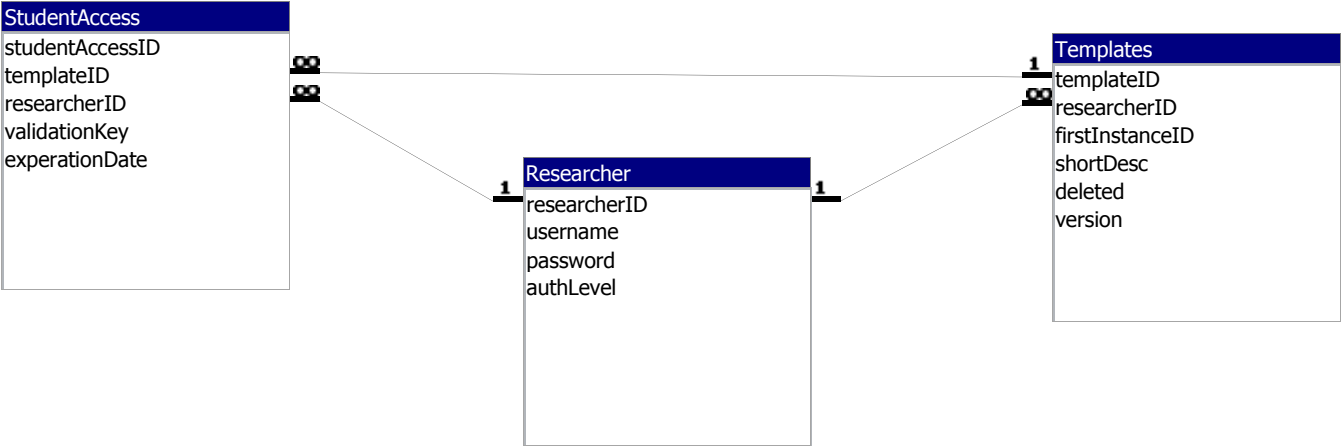 StudentAccess
studentAccessID
templateID
researcherID
validationKey
experationDate
∞
∞
1
∞
Templates
templateID
researcherID
firstInstanceID
shortDesc
deleted
version
1
1
Researcher
researcherID
username
password
authLevel